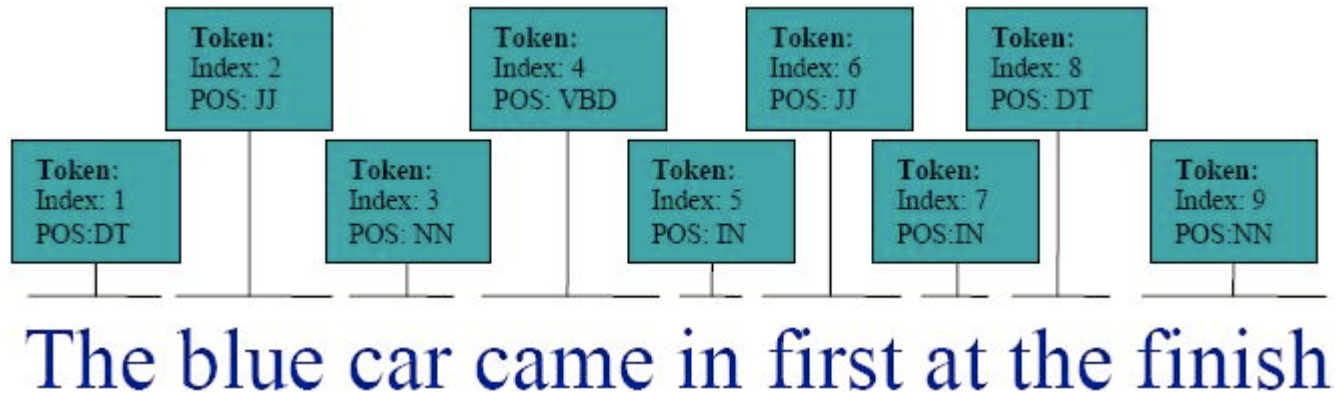 Token:
Index: 2
POS: JJ
Token:
Index: 4
POS: VBD
Token:
Index: 6
POS: JJ
Token:
Index: 8
POS: DT
Token:
Index: 1
POS:DT
Token:
Index: 3
POS: NN
Token:
Index: 5
POS: IN
Token:
Index: 7
POS:IN
Token:
Index: 9
POS:NN
The blue car came in first at the finish